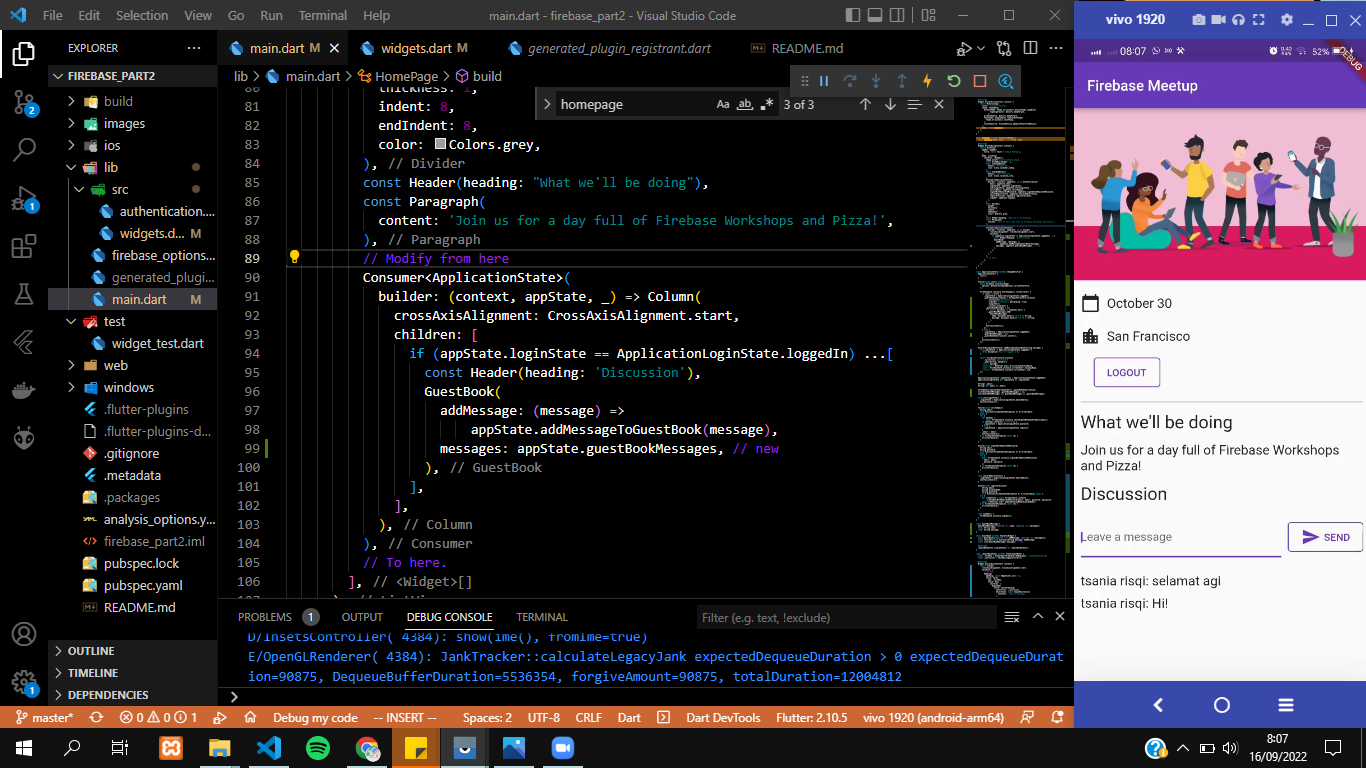 File Edit Selection View Go Run Terminal Help
main.dart - firebase_part2 - Visual Studio Code
EXPLORER
FIREBASE_PART2
build
images
ios
lib
src
authentication....
widgets.d... M
firebase_options...
generated_plugi...
main.dart M
test
widget_test.dart
web
windows
.flutter-plugins
.flutter-plugins-d...
.gitignore
.metadata
.packages
analysis_options.y...
firebase_part2.iml
pubspec.lock
pubspec.yaml
README.md
OUTLINE
TIMELINE
DEPENDENCIES
2
1
1
main.dart M
widgets.dart M
generated_plugin_registrant.dart
README.md
lib > main.dart > HomePage > build
homepage
Aa ab
3 of 3
80 thickness: 1,
81 indent: 8,
82 endIndent: 8,
83 color: Colors.grey,
84 ), // Divider
85 const Header(heading: "What we'll be doing"),
86 const Paragraph(
87 content: 'Join us for a day full of Firebase Workshops and Pizza!',
88 ), // Paragraph
89 // Modify from here
90 Consumer<ApplicationState>(
91 builder: (context, appState, _) => Column(
92 crossAxisAlignment: CrossAxisAlignment.start,
93 children: [
94 if (appState.loginState == ApplicationLoginState.loggedIn) ...[
95 const Header(heading: 'Discussion'),
96 GuestBook(
97 addMessage: (message) =>
98 appState.addMessageToGuestBook(message),
99 messages: appState.guestBookMessages, // new
100 ), // GuestBook
101 ],
102 ],
103 ), // Column
104 ), // Consumer
105 // To here.
106 ], // <Widget>[]
PROBLEMS 1 OUTPUT DEBUG CONSOLE TERMINAL
Filter (e.g. text, !exclude)
D/InsetsController( 4384): show(ime(), fromIme=true)
E/OpenGLRenderer( 4384): JankTracker::calculateLegacyJank expectedDequeueDuration > 0 expectedDequeueDurat
ion=90875, DequeueBufferDuration=5536354, forgiveAmount=90875, totalDuration=12004812
master* 0 0 1 Debug my code -- INSERT -- Spaces: 2 UTF-8 CRLF Dart Dart DevTools Flutter: 2.10.5 vivo 1920 (android-arm64)
8:07
16/09/2022
vivo 1920
08:07
52%
DEBUG
Firebase Meetup
October 30
San Francisco
LOGOUT
What we'll be doing
Join us for a day full of Firebase Workshops
and Pizza!
Discussion
Leave a message
SEND
tsania risqi: selamat agi
tsania risqi: Hi!